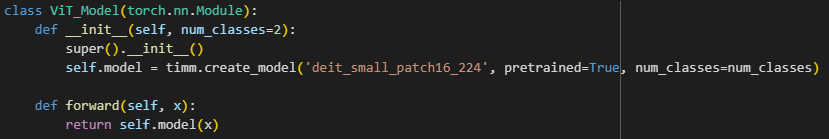 class ViT_Model(torch.nn.Module):
    def __init__(self, num_classes=2):
        super().__init__()
        self.model = timm.create_model('deit_small_patch16_224', pretrained=True, num_classes=num_classes)
    def forward(self, x):
        return self.model(x)